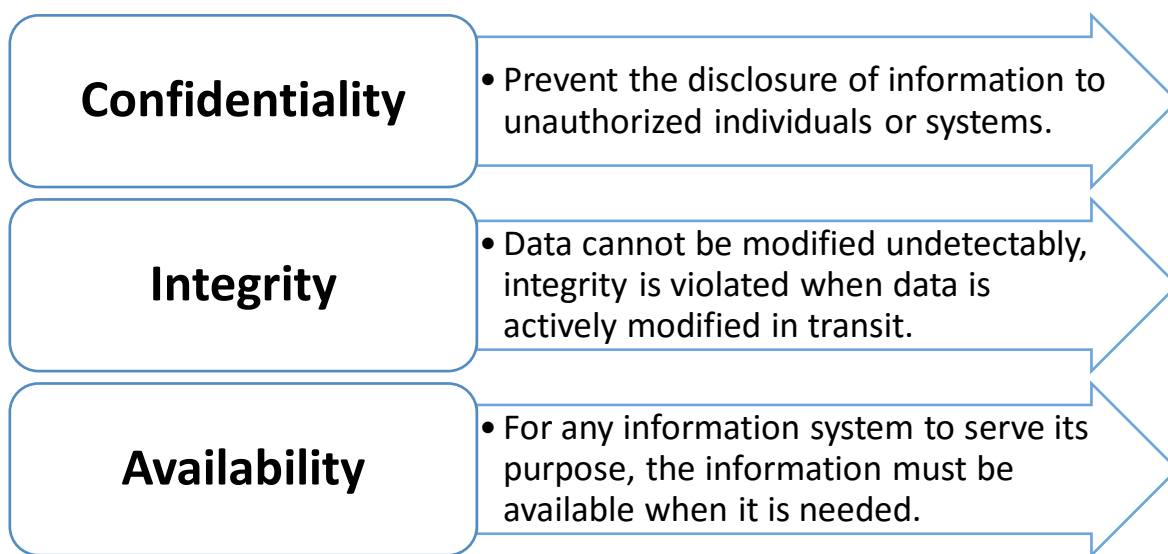 Confidentiality
• Prevent the disclosure of information to
unauthorized individuals or systems.
Integrity
• Data cannot be modified undetectably,
integrity is violated when data is
actively modified in transit.
Availability
• For any information system to serve its
purpose, the information must be
available when it is needed.